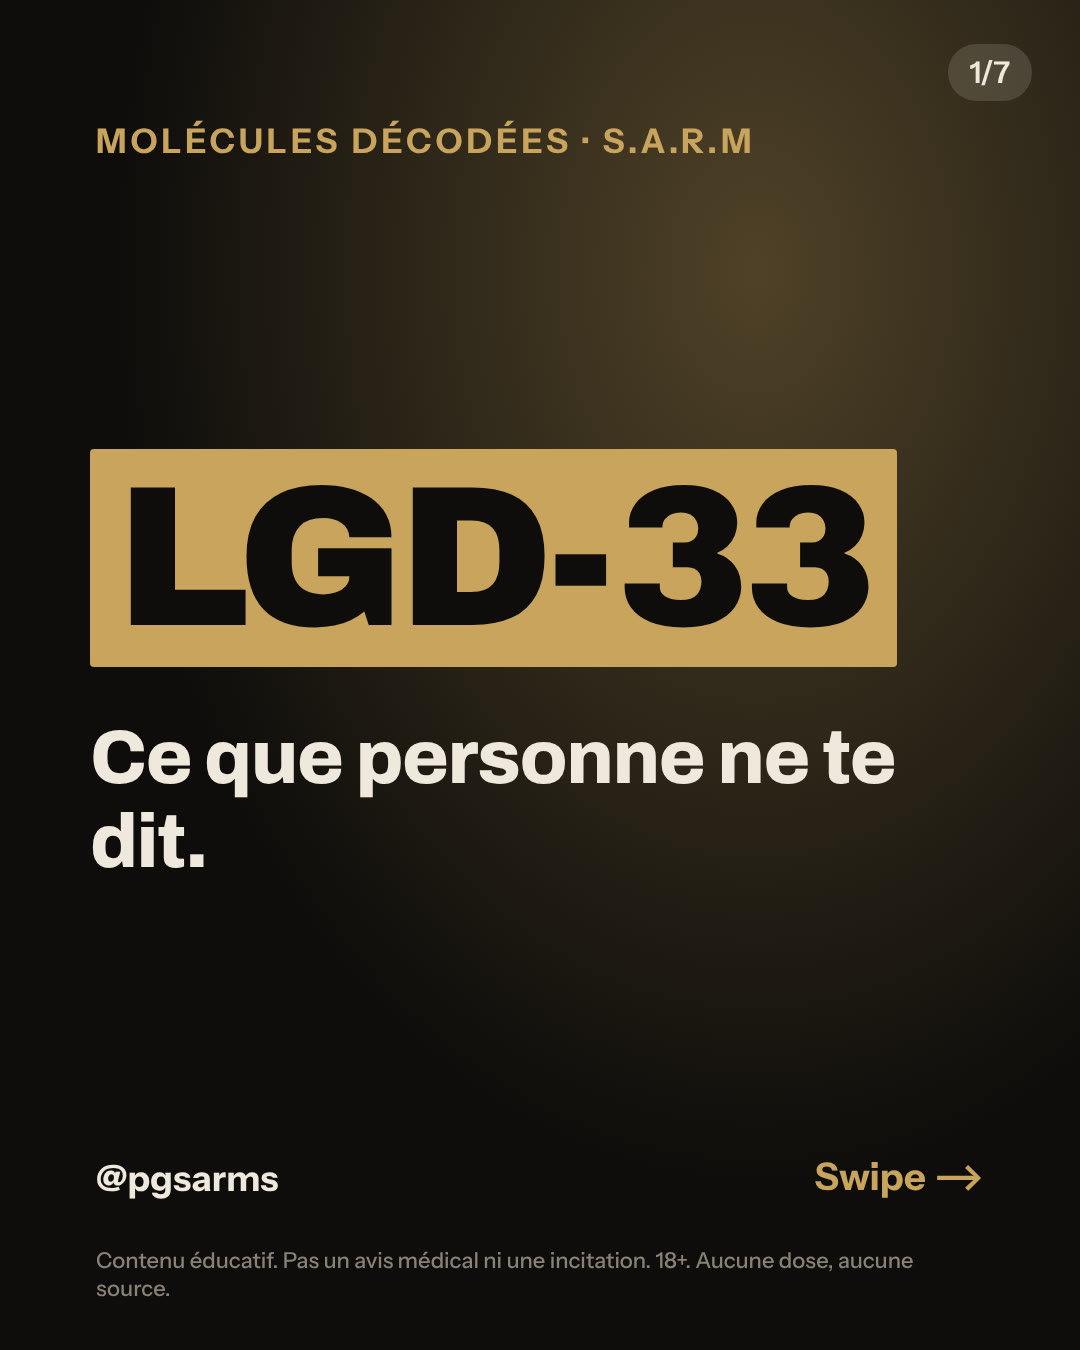 1/7
MOLÉCULES DÉCODÉES · S.A.R.M
LGD-33
Ce que personne ne te
dit.
@pgsarms
Swipe →
Contenu éducatif. Pas un avis médical ni une incitation. 18+. Aucune dose, aucune
source.